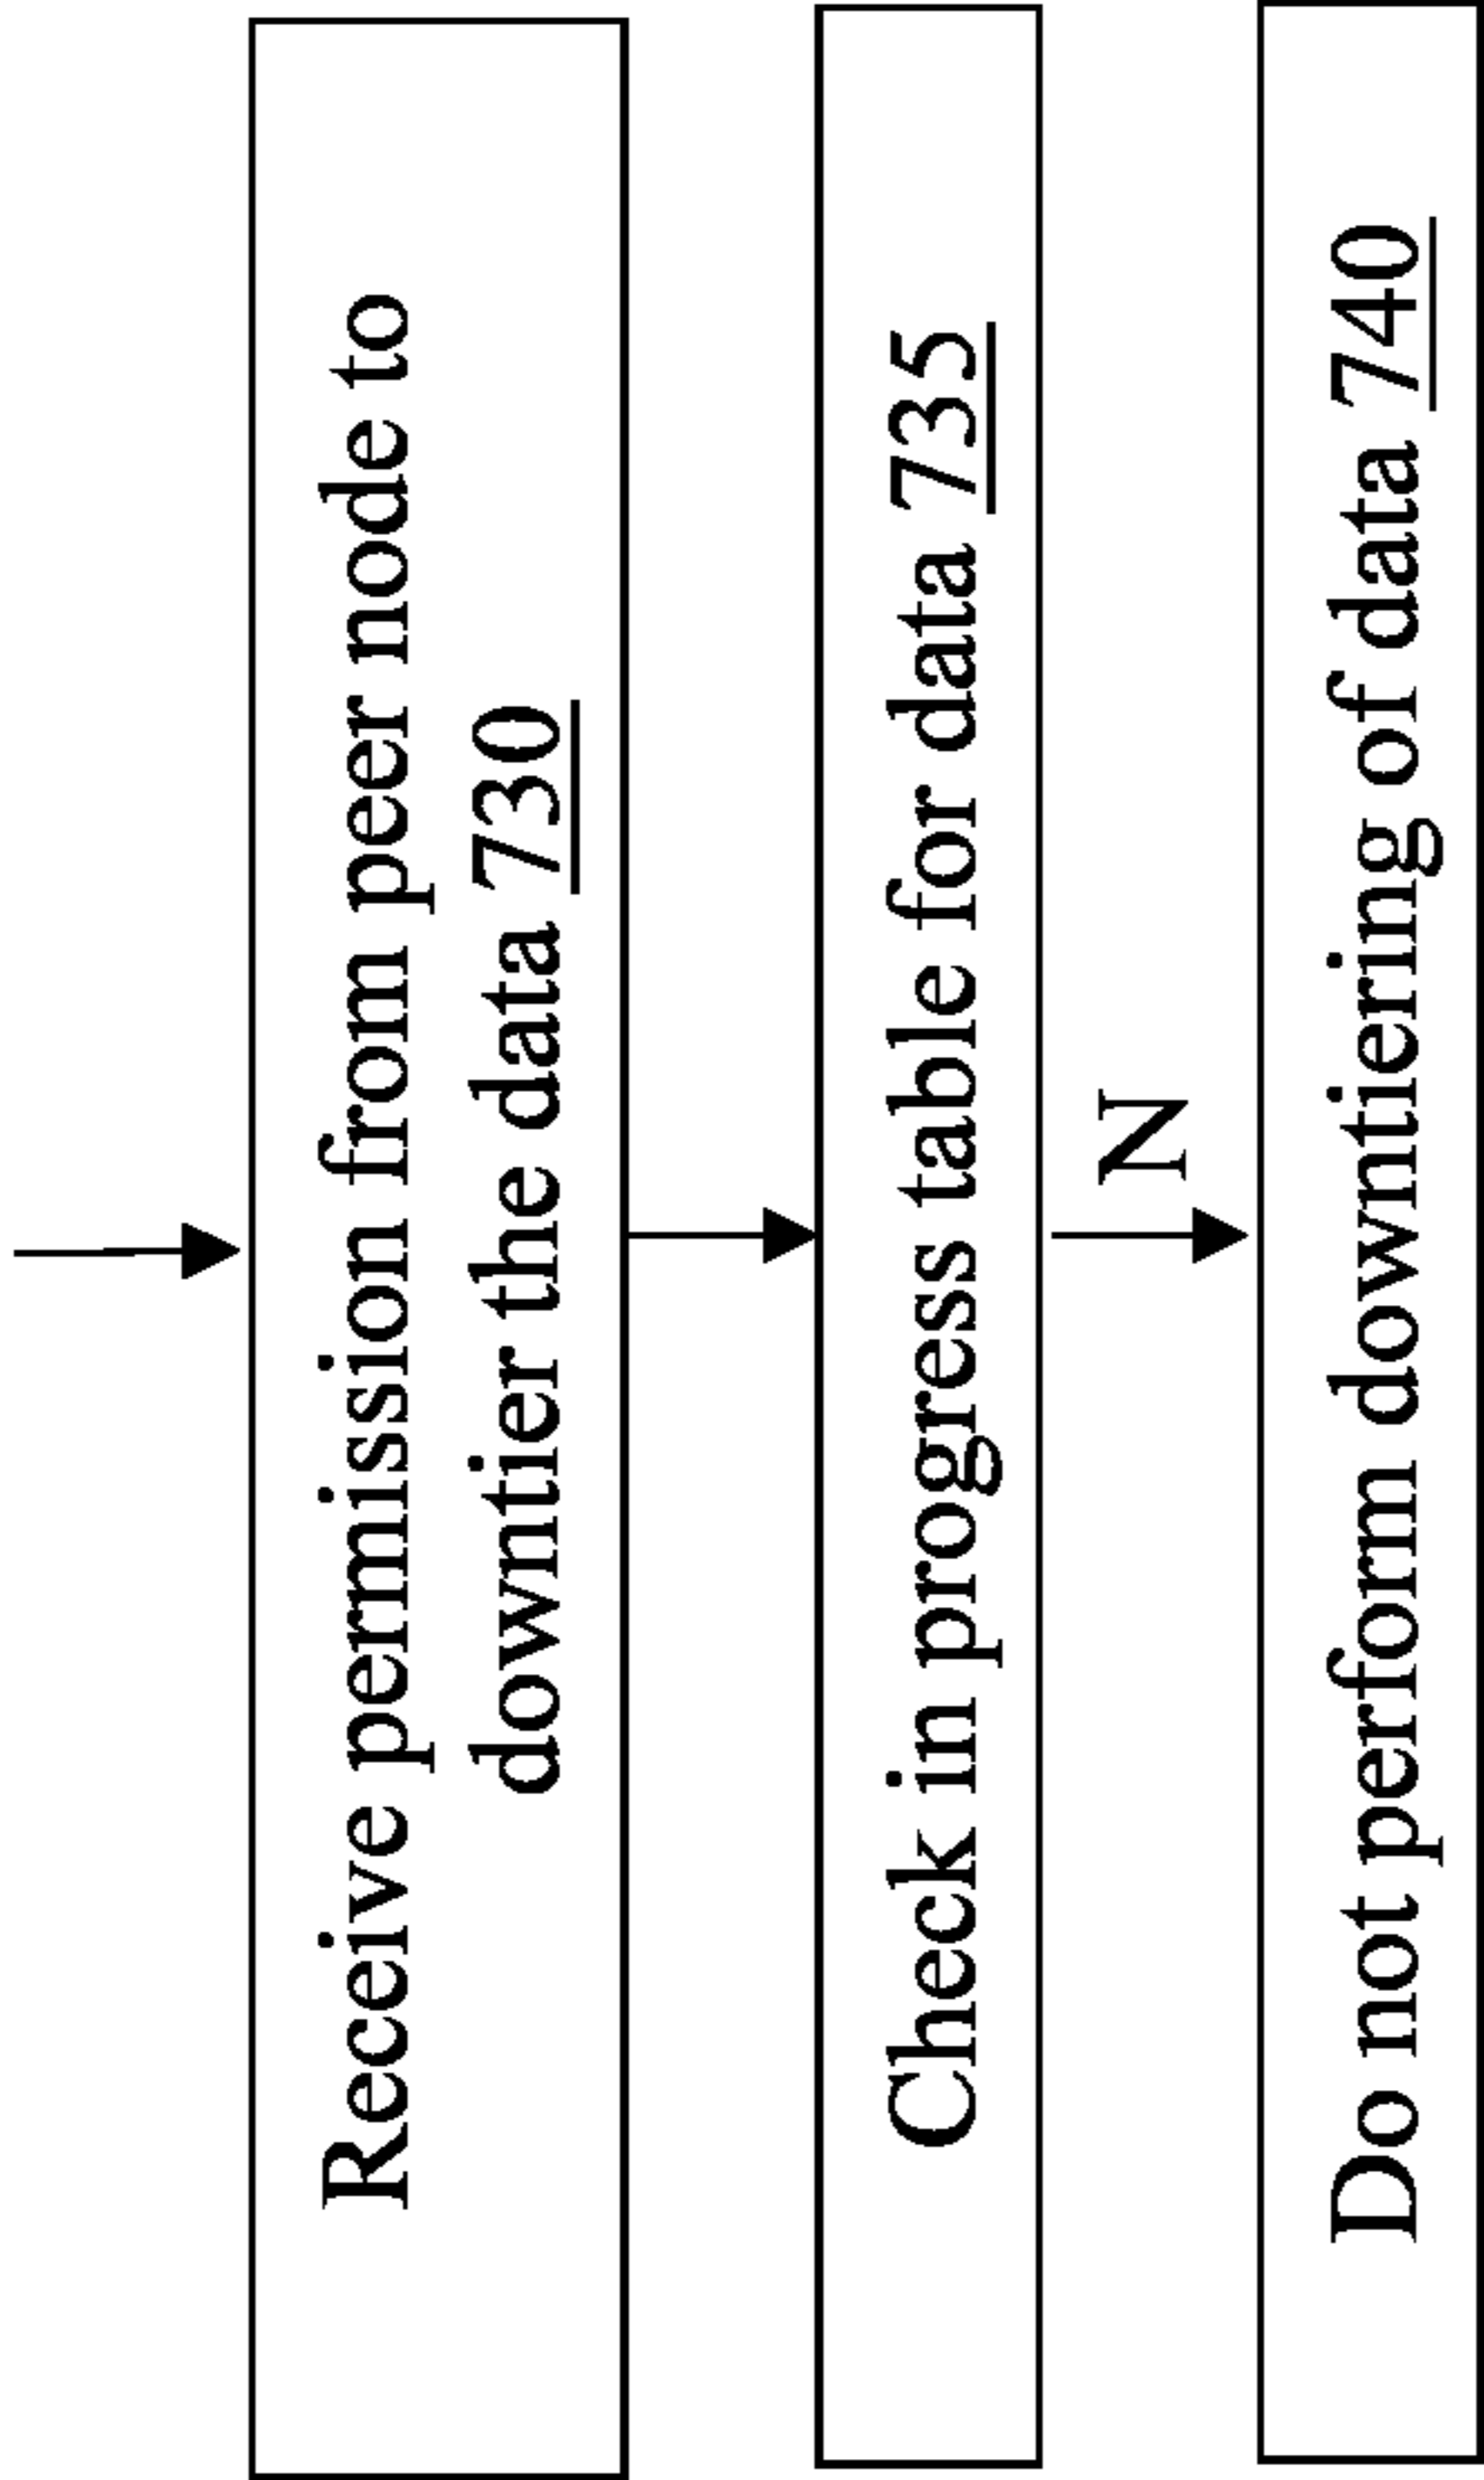 Receive permission from peer node to
downtier the data 730
Check in progress table for data 735
N
Do not perform downtiering of data 740